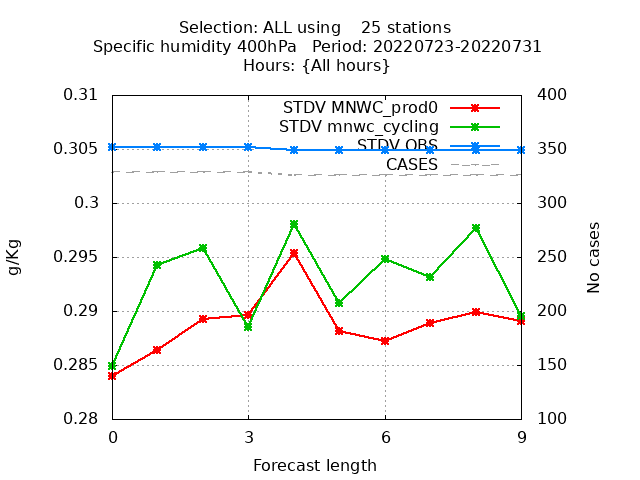 Selection: ALL using    25 stations
Specific humidity 400hPa   Period: 20220723-20220731
Hours: {All hours}
0.31
0.305
0.3
0.295
0.29
0.285
0.28
g/Kg
400
350
300
250
200
150
100
No cases
STDV MNWC_prod0
STDV mnwc_cycling
STDV OBS
CASES
0
3
6
9
Forecast length